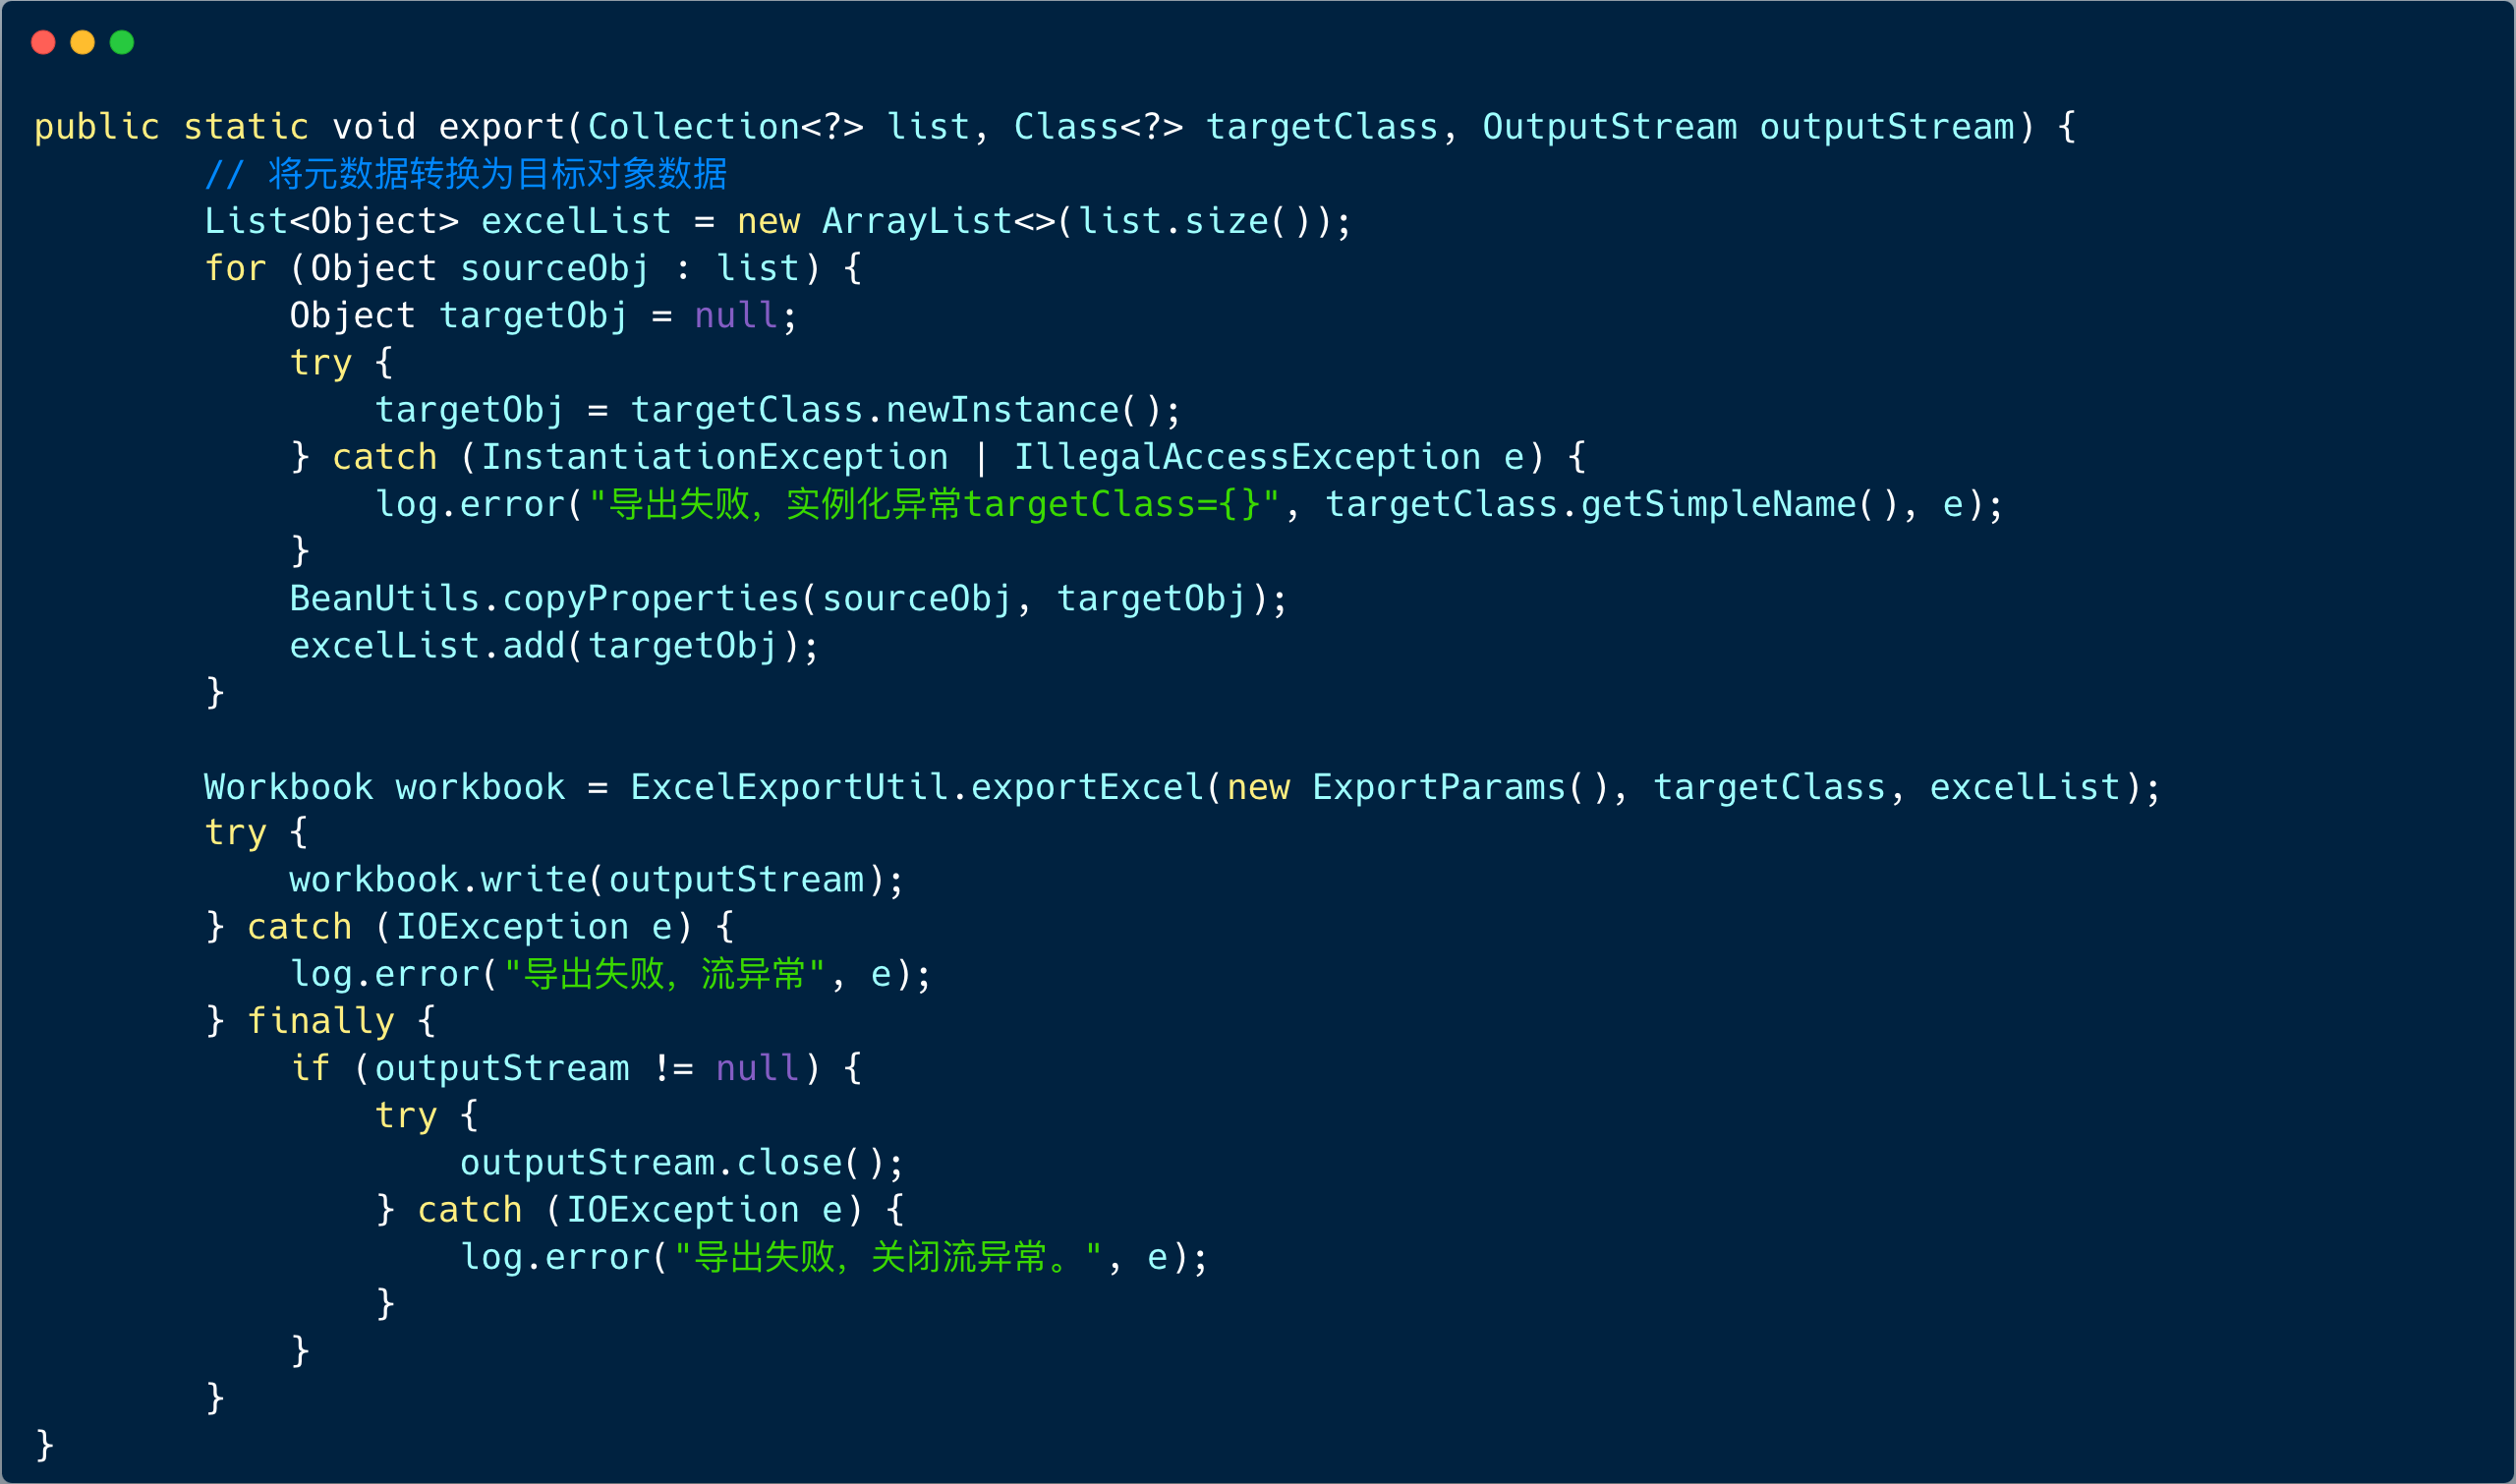 public static void export(Collection<?> list, Class<?> targetClass, OutputStream outputStream) {
        // 将元数据转换为目标对象数据
        List<Object> excelList = new ArrayList<>(list.size());
        for (Object sourceObj : list) {
            Object targetObj = null;
            try {
                targetObj = targetClass.newInstance();
            } catch (InstantiationException | IllegalAccessException e) {
                log.error("导出失败，实例化异常targetClass={}", targetClass.getSimpleName(), e);
            }
            BeanUtils.copyProperties(sourceObj, targetObj);
            excelList.add(targetObj);
        }

        Workbook workbook = ExcelExportUtil.exportExcel(new ExportParams(), targetClass, excelList);
        try {
            workbook.write(outputStream);
        } catch (IOException e) {
            log.error("导出失败，流异常", e);
        } finally {
            if (outputStream != null) {
                try {
                    outputStream.close();
                } catch (IOException e) {
                    log.error("导出失败，关闭流异常。", e);
                }
            }
        }
}